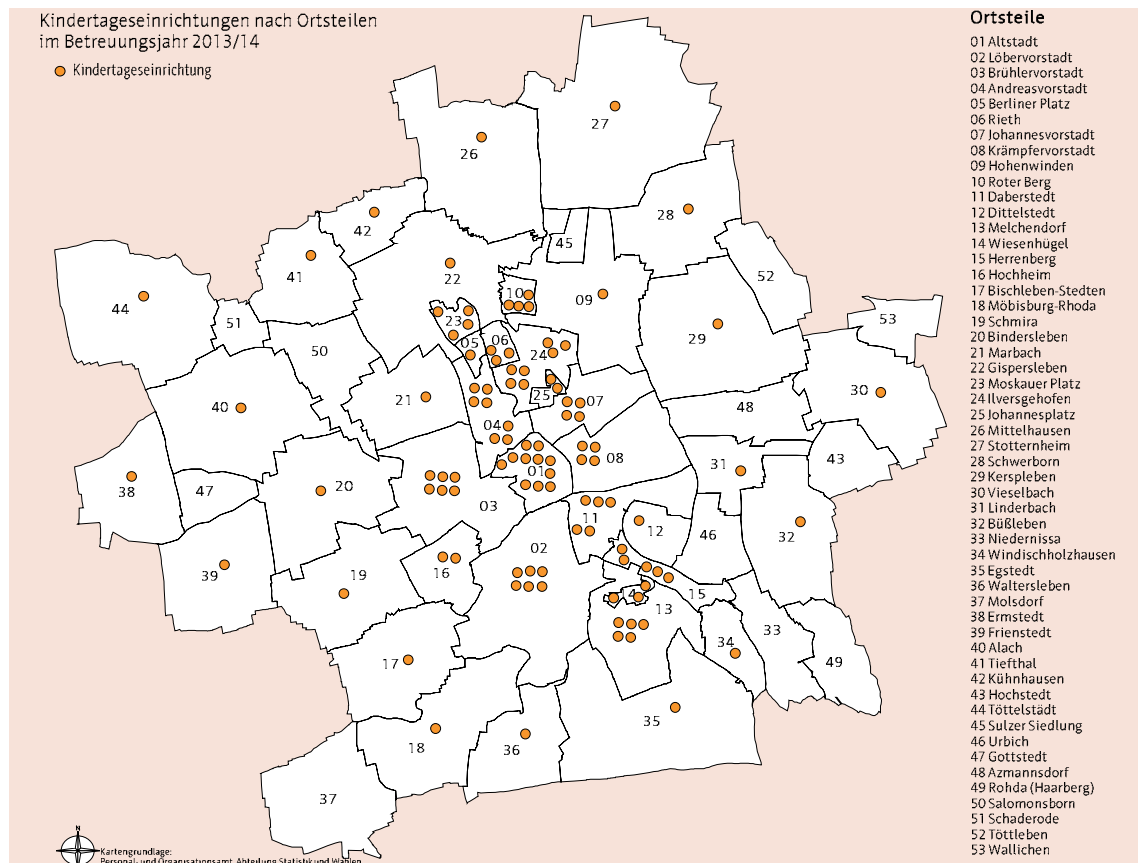 Kindertageseinrichtungen nach Ortsteilen
im Betreuungsjahr 2013/14
Kindertageseinrichtung
Ortsteile
01 Altstadt
02 Löbervorstadt
03 Brühlervorstadt
04 Andreasvorstadt
05 Berliner Platz
06 Rieth
07 Johannesvorstadt
08 Krämpfervorstadt
09 Hohenwinden
10 Roter Berg
11 Daberstedt
12 Dittelstedt
13 Melchendorf
14 Wiesenhügel
15 Herrenberg
16 Hochheim
17 Bischleben-Stedten
18 Möbisburg-Rhoda
19 Schmira
20 Bindersleben
21 Marbach
22 Gispersleben
23 Moskauer Platz
24 Ilversgehofen
25 Johannesplatz
26 Mittelhausen
27 Stotternheim
28 Schwerborn
29 Kerspleben
30 Vieselbach
31 Linderbach
32 Büßleben
33 Niedernissa
34 Windischholzhausen
35 Egstedt
36 Waltersleben
37 Molsdorf
38 Ermstedt
39 Frienstedt
40 Alach
41 Tiefthal
42 Kühnhausen
43 Hochstedt
44 Töttelstädt
45 Sulzer Siedlung
46 Urbich
47 Gottstedt
48 Azmannsdorf
49 Rohda (Haarberg)
50 Salomonsborn
51 Schaderode
52 Töttleben
53 Wallichen
27
26
28
42
45
41
22
52
10
09
44
51
53
23
50
05
06
24
29
30
40
21
25
07
48
04
01
08
31
43
38
47
20
03
11
12
46
32
02
39
19
16
14
15
13
33
34
17
49
35
18
36
37
N
Kartengrundlage:
Personal- und Organisationsamt, Abteilung Statistik und Wahlen